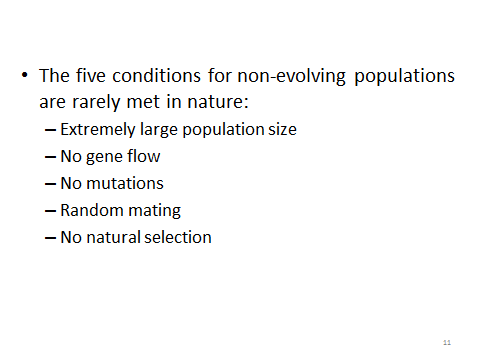 • The five conditions for non-evolving populations
are rarely met in nature:
– Extremely large population size
– No gene flow
– No mutations
– Random mating
– No natural selection
11